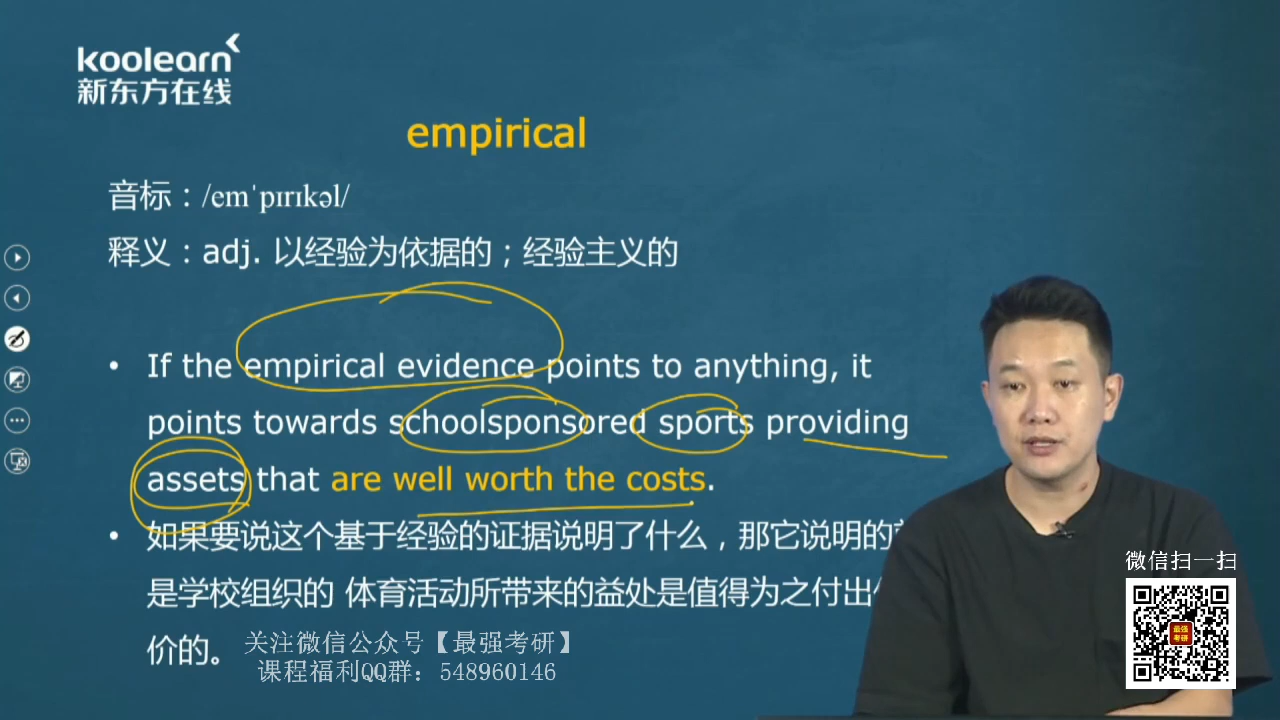 koolearn
新东方在线
empirical
音标：/emˈpɪrɪkəl/
释义：adj. 以经验为依据的；经验主义的
• If the empirical evidence points to anything, it
points towards schoolsponsored sports providing
assets that are well worth the costs.
• 如果要说这个基于经验的证据说明了什么，那它说明的
是学校组织的 体育活动所带来的益处是值得为之付出
价的。
关注微信公众号【最强考研】
课程福利QQ群：548960146
微信扫一扫
最强
考研